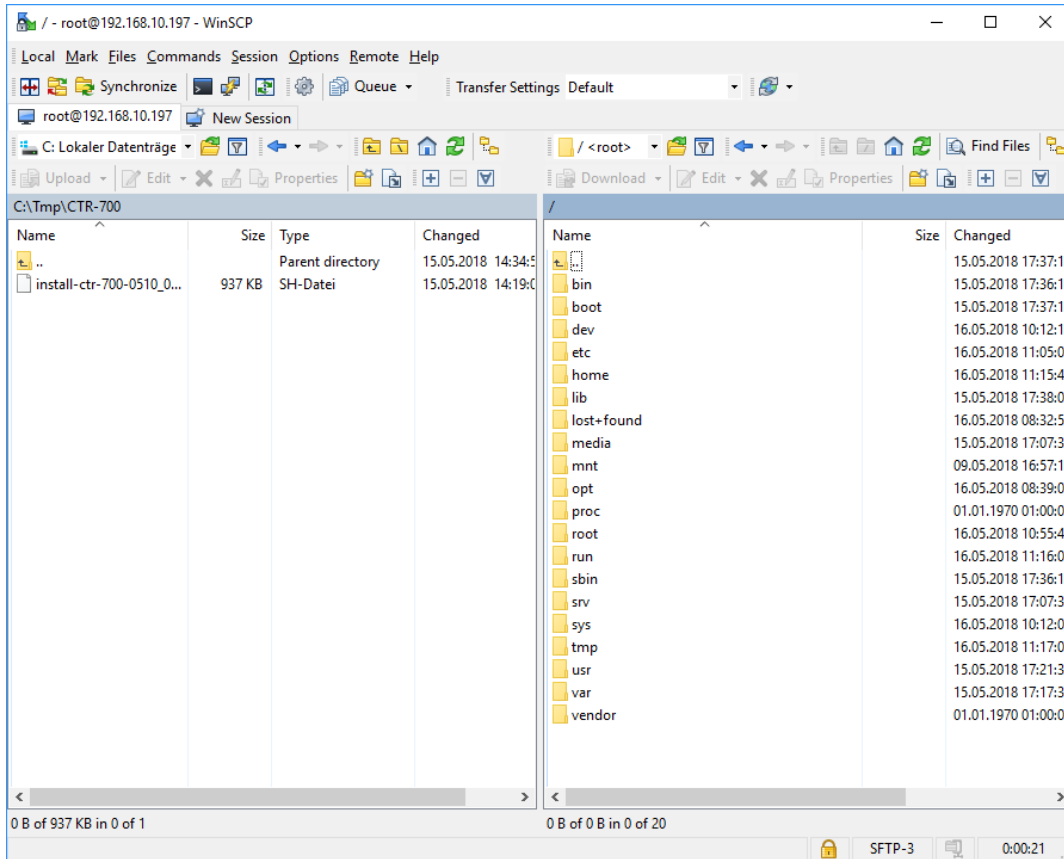 / - root@192.168.10.197 - WinSCP
Local Mark Files Commands Session Options Remote Help
Synchronize Queue Transfer Settings Default
root@192.168.10.197 New Session
C: Lokaler Datenträge / <root> Find Files
Upload Edit Properties Download Edit Properties
C:\Tmp\CTR-700 /
Name Size Type Changed Name Size Changed
.. Parent directory 15.05.2018 14:34:5 .. 15.05.2018 17:37:1
install-ctr-700-0510_0... 937 KB SH-Datei 15.05.2018 14:19:0 bin 15.05.2018 17:36:1
boot 15.05.2018 17:37:1
dev 16.05.2018 10:12:1
etc 16.05.2018 11:05:0
home 16.05.2018 11:15:4
lib 15.05.2018 17:38:0
lost+found 16.05.2018 08:32:5
media 15.05.2018 17:07:3
mnt 09.05.2018 16:57:1
opt 16.05.2018 08:39:0
proc 01.01.1970 01:00:0
root 16.05.2018 10:55:4
run 16.05.2018 11:16:0
sbin 15.05.2018 17:36:1
srv 15.05.2018 17:07:3
sys 16.05.2018 10:12:0
tmp 16.05.2018 11:17:0
usr 15.05.2018 17:21:3
var 15.05.2018 17:17:3
vendor 01.01.1970 01:00:0
0 B of 937 KB in 0 of 1 0 B of 0 B in 0 of 20
SFTP-3 0:00:21